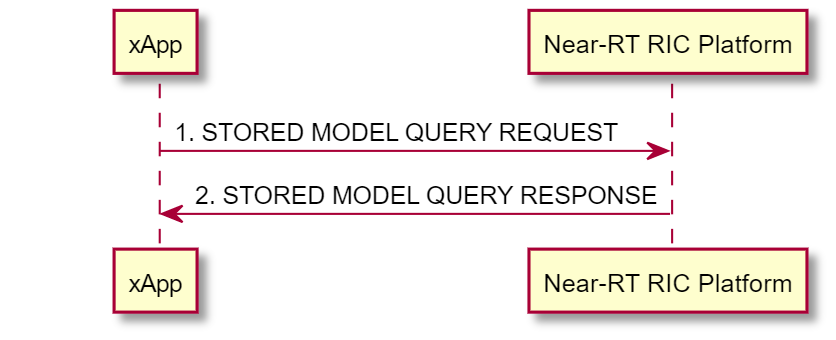 xApp
Near-RT RIC Platform
1. STORED MODEL QUERY REQUEST
2. STORED MODEL QUERY RESPONSE
xApp
Near-RT RIC Platform